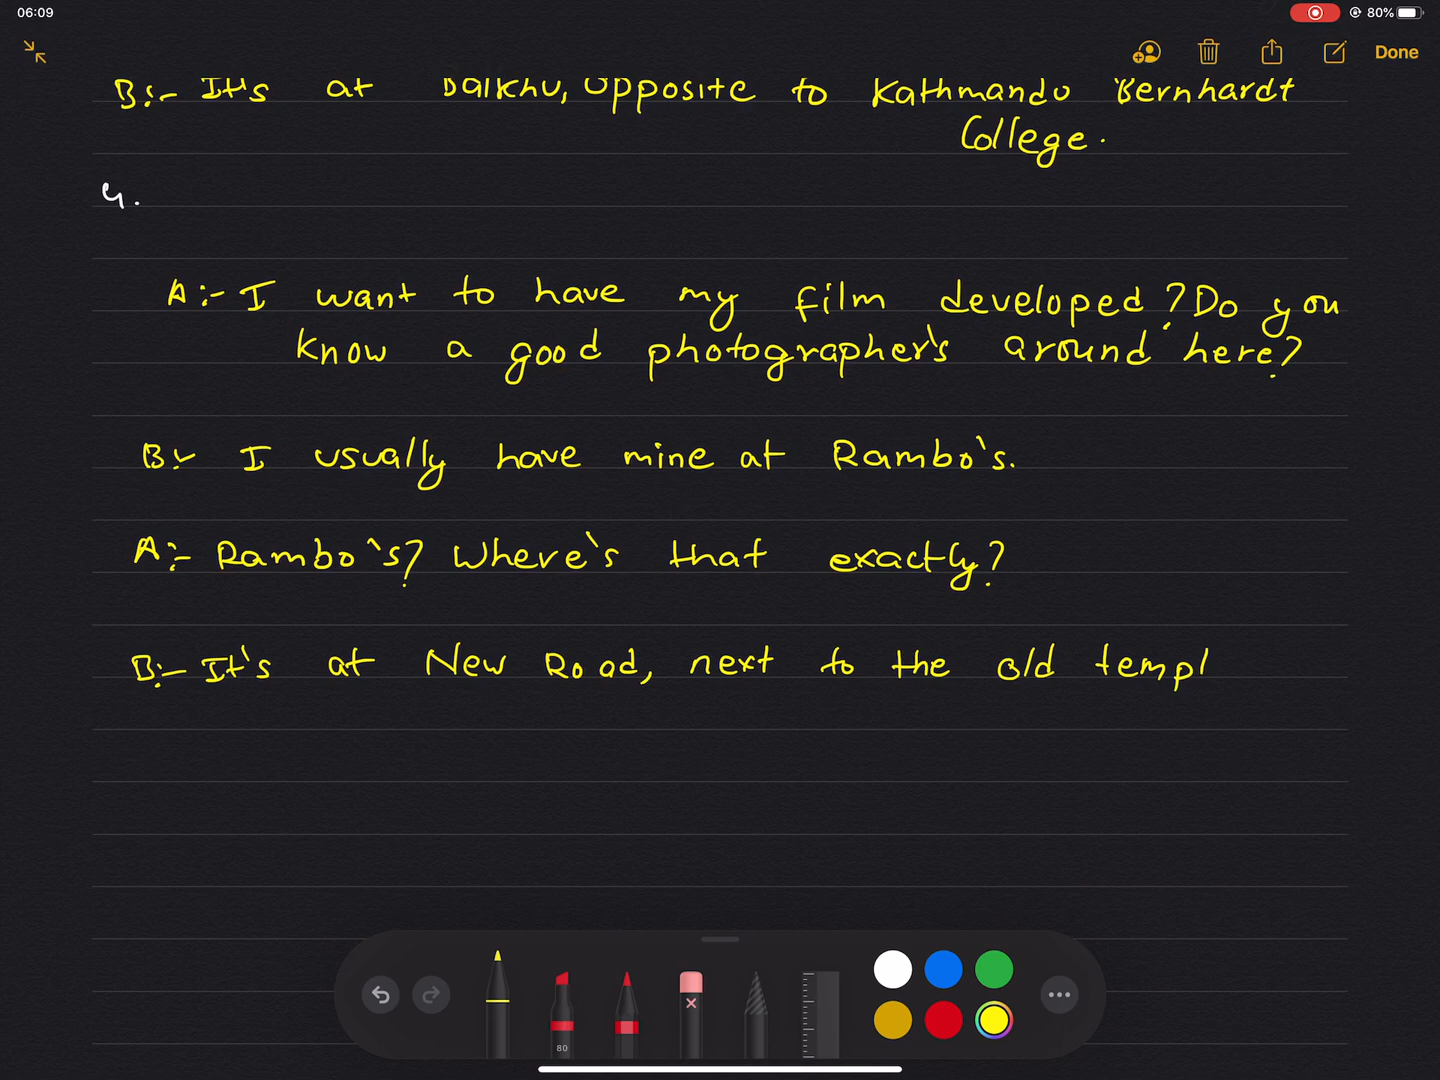 06:09
80%
Done
B:- It's at Balkhu, opposite to Kathmandu Bernhardt
College.
4.
A:- I want to have my film developed? Do you
know a good photographer's around here?
B:- I usually have mine at Rambo's.
A:- Rambo's? Where's that exactly?
B:- It's at New Road, next to the old templ
80